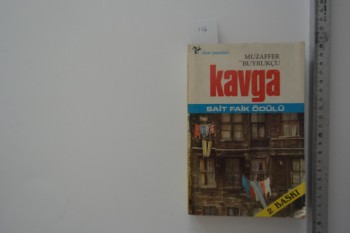 MUZAFFER
BUYRUKÇU
kavga
SAİT FAİK ÖDÜLÜ
2. BASKI